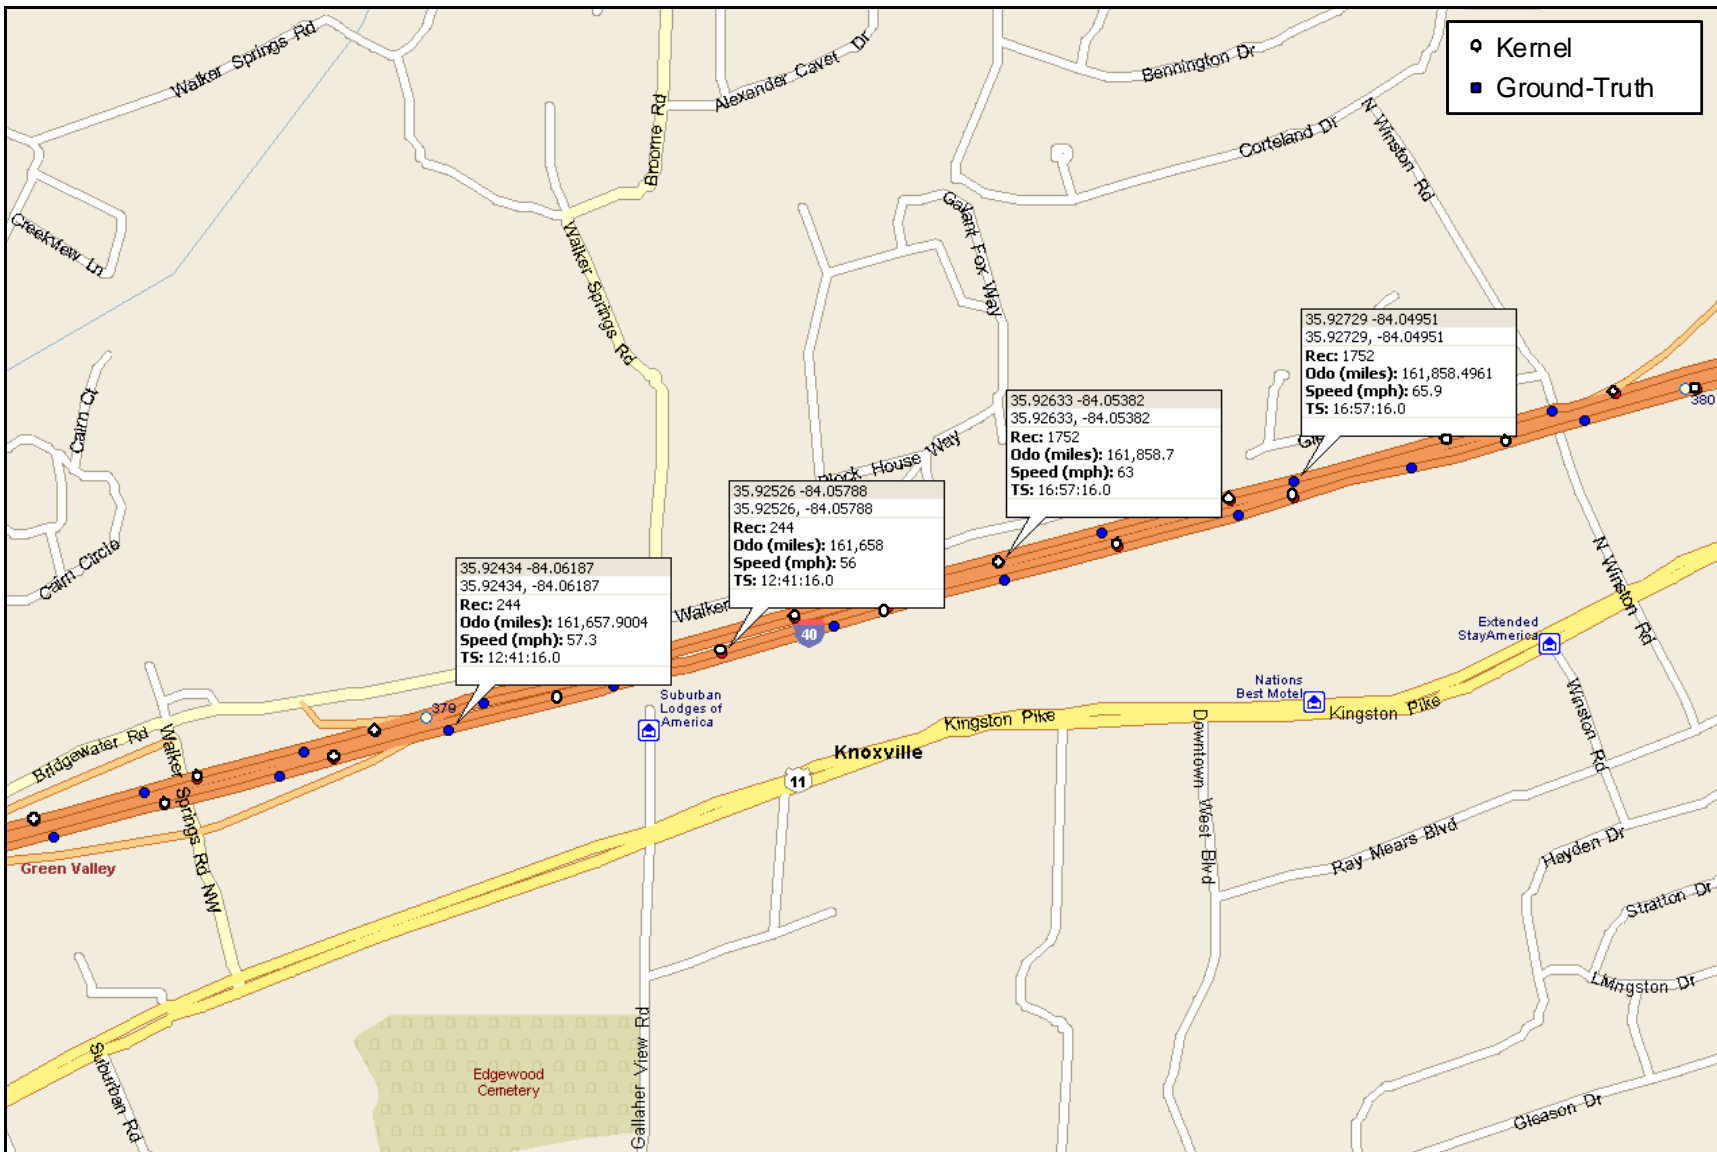 Kernel
Ground-Truth
Walker Springs Rd
Alexander Cavet Dr
Bennington Dr
Broome Rd
Corteland Dr
N Winston Rd
Creekview Ln
Galant Fox Way
Walker Springs Rd
35.92729 -84.04951
35.92729, -84.04951
Rec: 1752
Odo (miles): 161,858.4961
Speed (mph): 65.9
TS: 16:57:16.0
380
35.92633 -84.05382
35.92633, -84.05382
Rec: 1752
Odo (miles): 161,858.7
Speed (mph): 63
TS: 16:57:16.0
Cairn Ct
Block House Way
35.92526 -84.05788
35.92526, -84.05788
Rec: 244
Odo (miles): 161,658
Speed (mph): 56
TS: 12:41:16.0
35.92434 -84.06187
35.92434, -84.06187
Rec: 244
Odo (miles): 161,657.9004
Speed (mph): 57.3
TS: 12:41:16.0
Cairn Circle
Walker
40
N Winston Rd
Extended
StayAmerica
379
Suburban
Lodges of
America
Nations
Best Motel
Kingston Pike
Kingston Pike
Winston Rd
Bridgewater Rd
Walker Springs Rd NW
Knoxville
11
Downtown West Blvd
Ray Mears Blvd
Hayden Dr
Green Valley
Stratton Dr
Livingston Dr
Suburban Rd
Edgewood
Cemetery
Gallaher View Rd
Gleason Dr